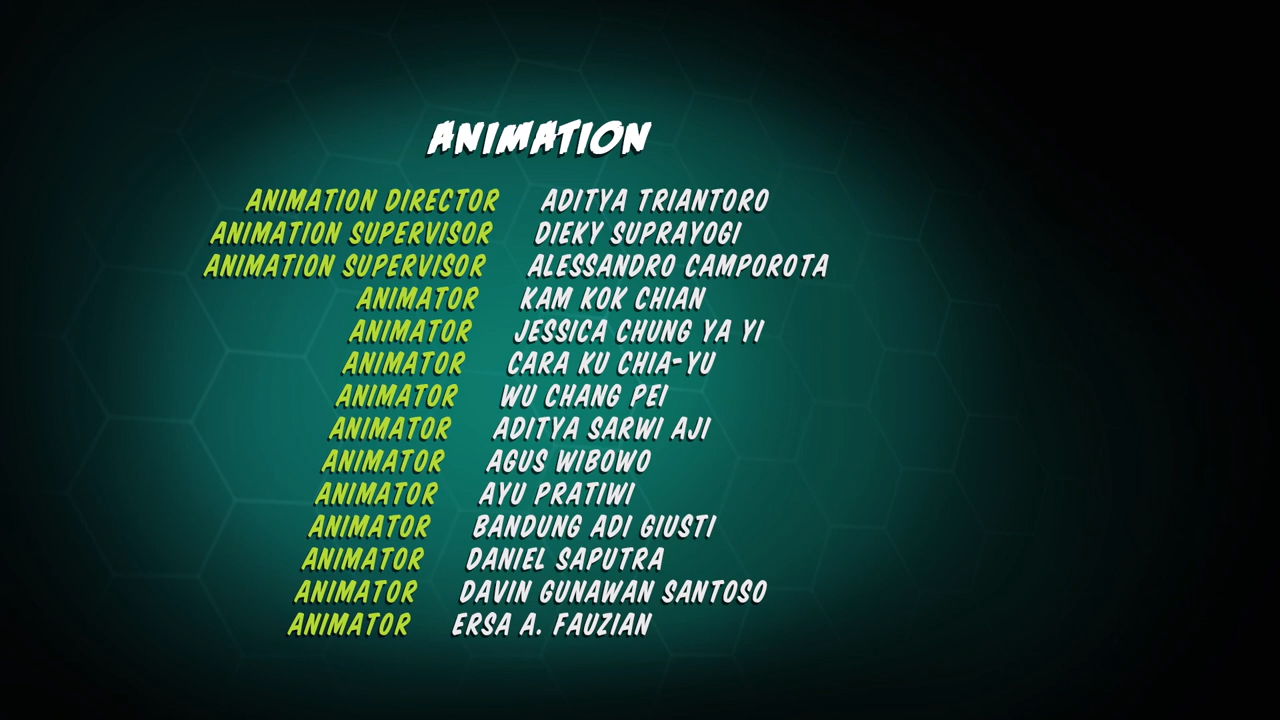 ANIMATION
ANIMATION DIRECTOR ADITYA TRIANTORO
ANIMATION SUPERVISOR DIEKY SUPRAYOGI
ANIMATION SUPERVISOR ALESSANDRO CAMPOROTA
ANIMATOR KAM KOK CHIAN
ANIMATOR JESSICA CHUNG YA YI
ANIMATOR CARA KU CHIA-YU
ANIMATOR WU CHANG PEI
ANIMATOR ADITYA SARWI AJI
ANIMATOR AGUS WIBOWO
ANIMATOR AYU PRATIWI
ANIMATOR BANDUNG ADI GIUSTI
ANIMATOR DANIEL SAPUTRA
ANIMATOR DAVIN GUNAWAN SANTOSO
ANIMATOR ERSA A. FAUZIAN